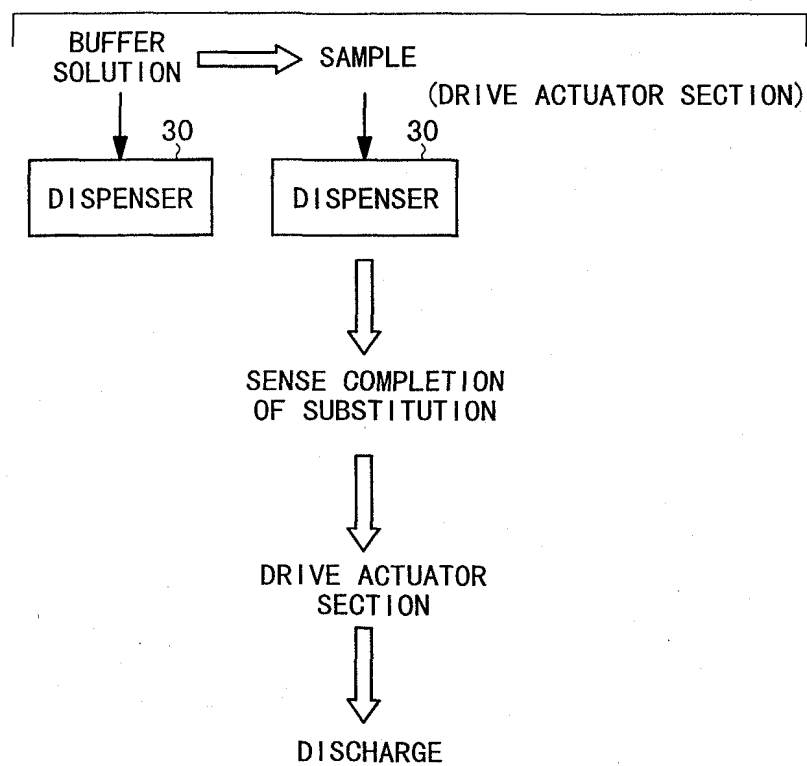 BUFFER
SOLUTION
SAMPLE
(DRIVE ACTUATOR SECTION)
30
30
DISPENSER
DISPENSER
SENSE COMPLETION
OF SUBSTITUTION
DRIVE ACTUATOR
SECTION
DISCHARGE